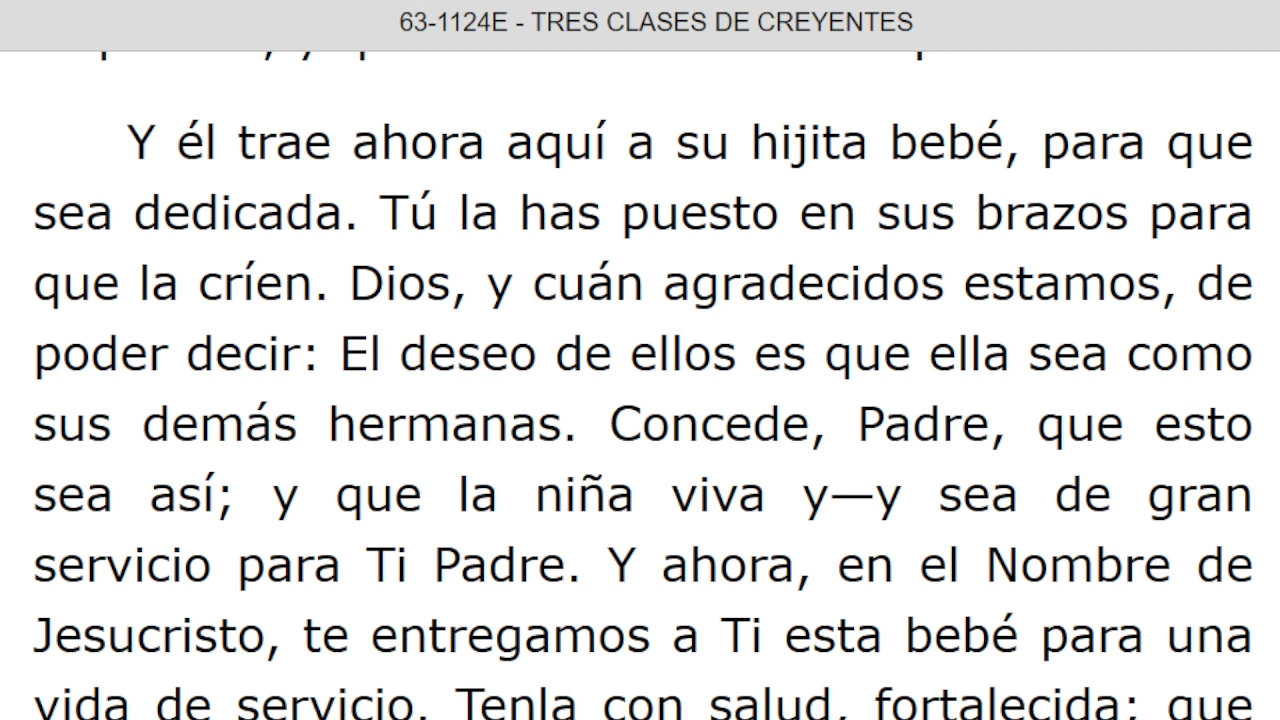 63-1124E - TRES CLASES DE CREYENTES
Y él trae ahora aquí a su hijita bebé, para que
sea dedicada. Tú la has puesto en sus brazos para
que la críen. Dios, y cuán agradecidos estamos, de
poder decir: El deseo de ellos es que ella sea como
sus demás hermanas. Concede, Padre, que esto
sea así; y que la niña viva y—y sea de gran
servicio para Ti Padre. Y ahora, en el Nombre de
Jesucristo, te entregamos a Ti esta bebé para una
vida de servicio. Tenla con salud, fortalecida; que